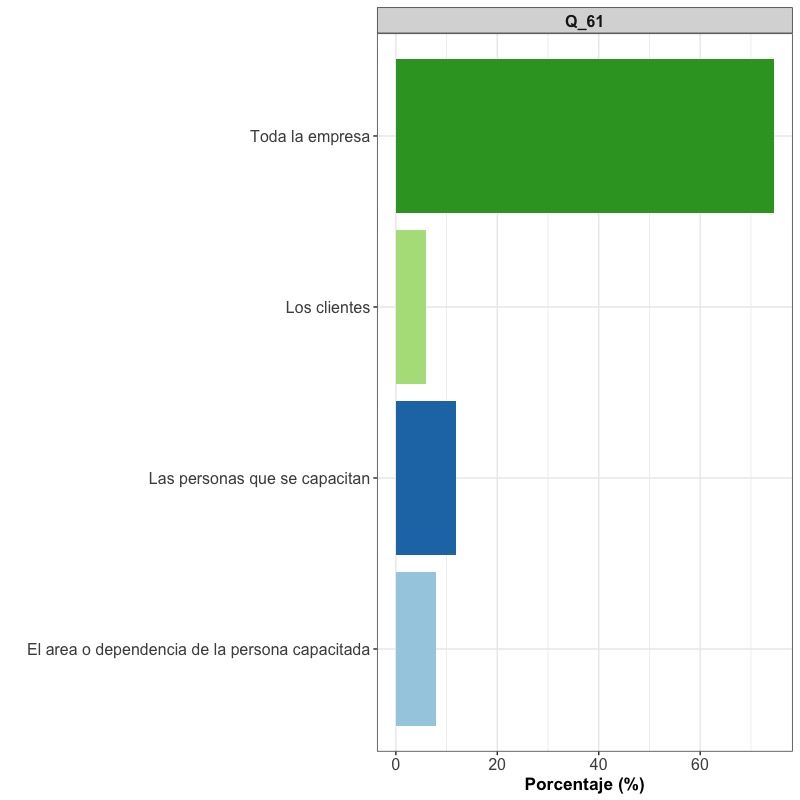 Q_61
Toda la empresa
Los clientes
Las personas que se capacitan
El area o dependencia de la persona capacitada
0 20 40 60
Porcentaje (%)